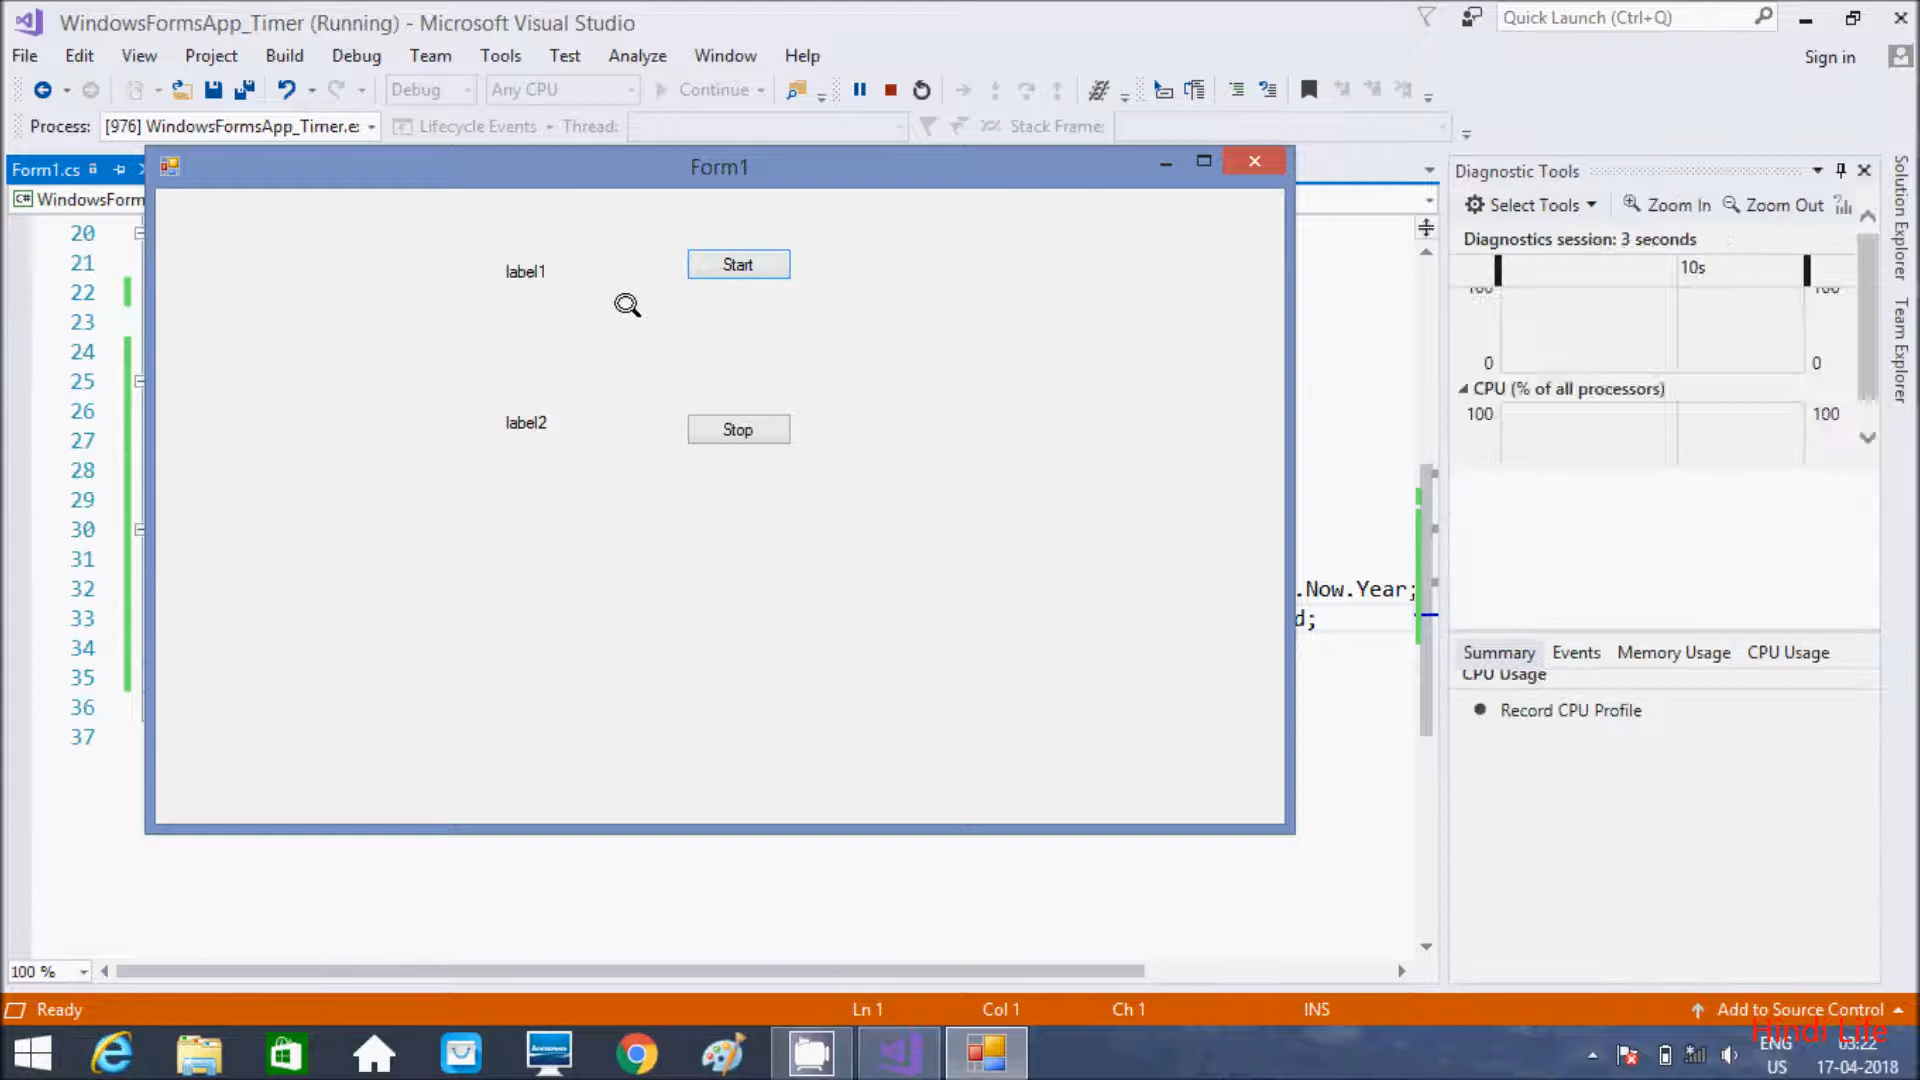 WindowsFormsApp_Timer (Running) - Microsoft Visual Studio
Quick Launch (Ctrl+Q)
File Edit View Project Build Debug Team Tools Test Analyze Window Help
Sign in
Debug Any CPU Continue
Process: [976] WindowsFormsApp_Timer.e Lifecycle Events Thread: Stack Frame:
Form1.cs
Form1
WindowsForm
Diagnostic Tools
Select Tools Zoom In Zoom Out
Diagnostics session: 3 seconds
10s
100 100
0 0
CPU (% of all processors)
100 100
Solution Explorer
Team Explorer
20
21
22
23
24
25
26
27
28
29
30
31
32
33
34
35
36
37
label1 Start
label2 Stop
.Now.Year;
d;
Summary Events Memory Usage CPU Usage
CPU Usage
Record CPU Profile
100 %
Ready Ln 1 Col 1 Ch 1 INS Add to Source Control
Hindi Life
ENG
US
03:22
17-04-2018